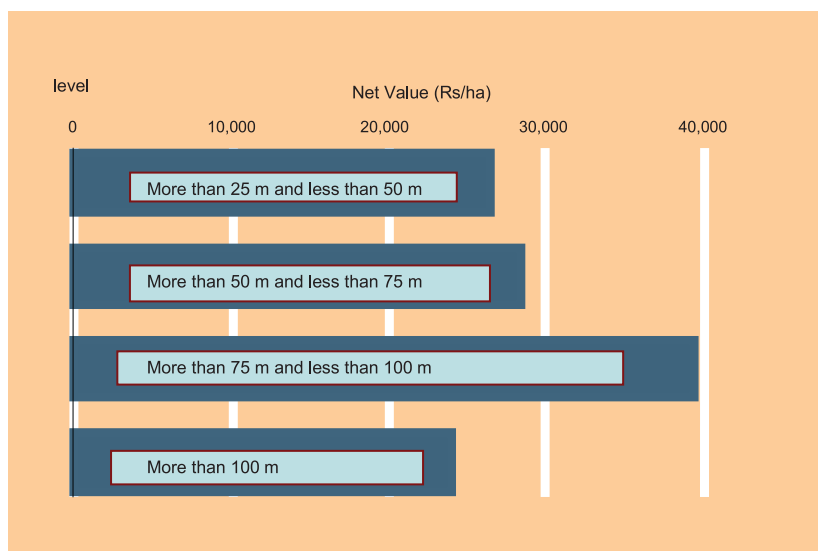 level
Net Value (Rs/ha)
0 10,000 20,000 30,000 40,000
More than 25 m and less than 50 m
More than 50 m and less than 75 m
More than 75 m and less than 100 m
More than 100 m